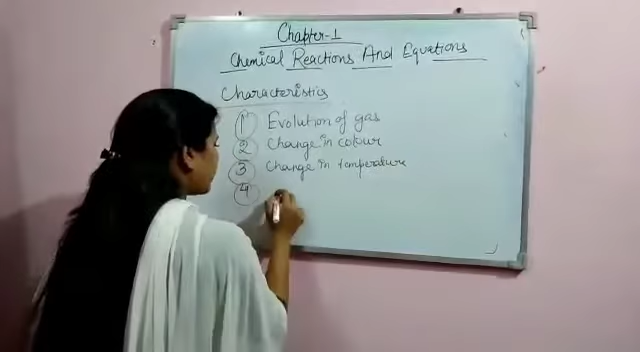 Chapter-1
Chemical Reactions And Equations
Characteristics
1 Evolution of gas
2 Change in colour
3 Change in temperature
4